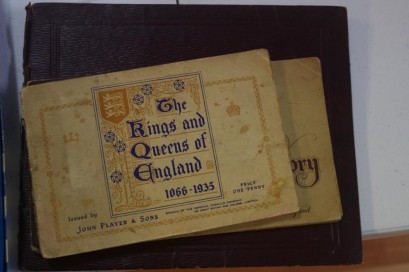 The
Kings and
Queens of
England
1066-1935
Issued by
JOHN PLAYER & SONS
PRICE
ONE PENNY
ory